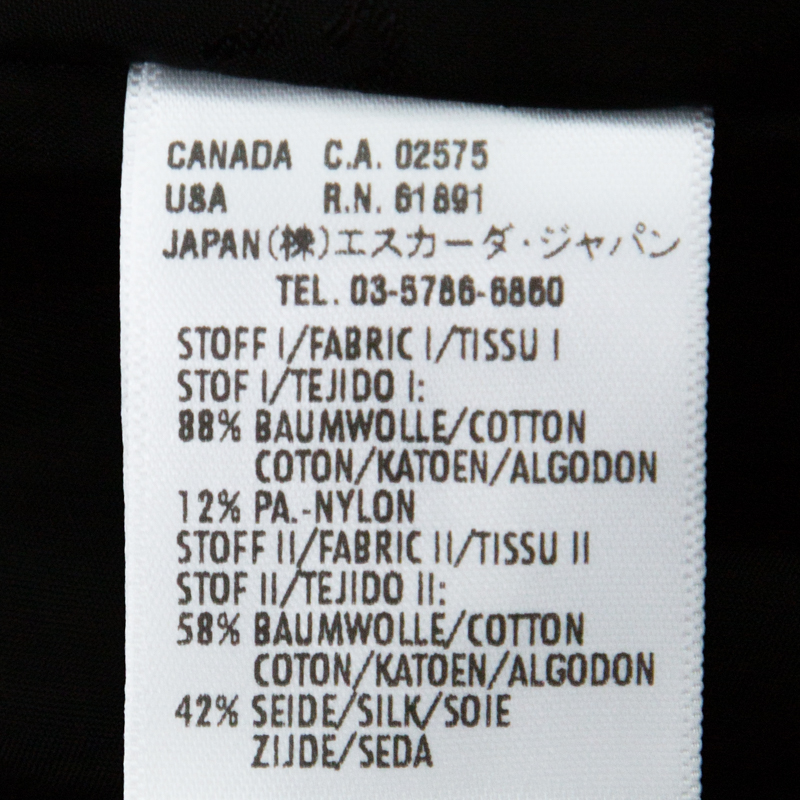 CANADA C.A. 02575
USA R.N. 61891
JAPAN(株)エスカーダ・ジャパン
TEL. 03-5786-6860
STOFF I/FABRIC I/TISSU I
STOF I/TEJIDO I:
88% BAUMWOLLE/COTTON
COTON/KATOEN/ALGODON
12% PA.-NYLON
STOFF II/FABRIC II/TISSU II
STOF II/TEJIDO II:
58% BAUMWOLLE/COTTON
COTON/KATOEN/ALGODON
42% SEIDE/SILK/SOIE
ZIJDE/SEDA